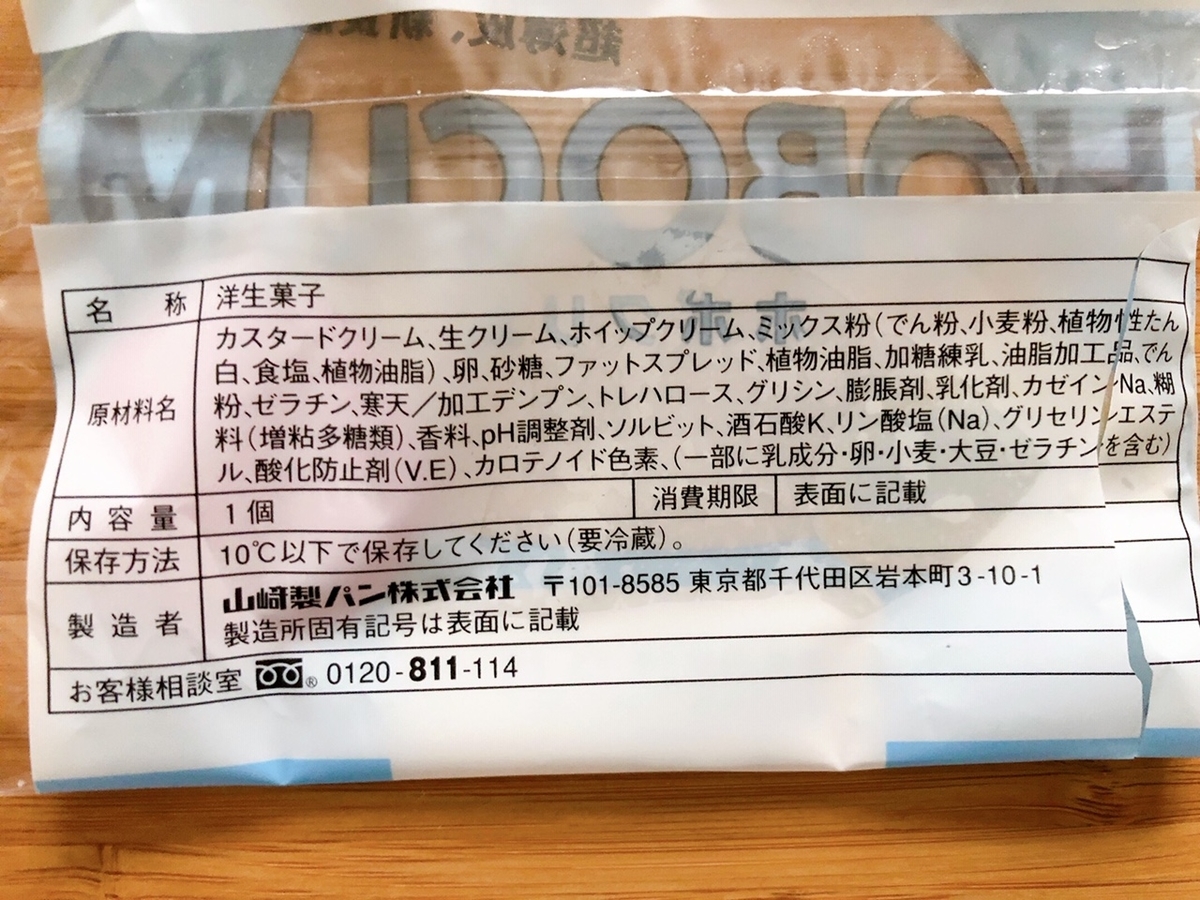 超薄皮、新食感
HOBOCUM
ホボクリ
名 称 洋生菓子
原材料名
カスタードクリーム、生クリーム、ホイップクリーム、ミックス粉(でん粉、小麦粉、植物性たん
白、食塩、植物油脂)、卵、砂糖、ファットスプレッド、植物油脂、加糖練乳、油脂加工品、でん
粉、ゼラチン、寒天/加工デンプン、トレハロース、グリシン、膨脹剤、乳化剤、カゼインNa、糊
料(増粘多糖類)、香料、pH調整剤、ソルビット、酒石酸K、リン酸塩(Na)、グリセリンエステ
ル、酸化防止剤(V.E)、カロテノイド色素、(一部に乳成分・卵・小麦・大豆・ゼラチンを含む)
内容量 1個 消費期限 表面に記載
保存方法 10℃以下で保存してください(要冷蔵)。
製造者 山崎製パン株式会社 〒101-8585 東京都千代田区岩本町3-10-1
製造所固有記号は表面に記載
お客様相談室 ® 0120-811-114